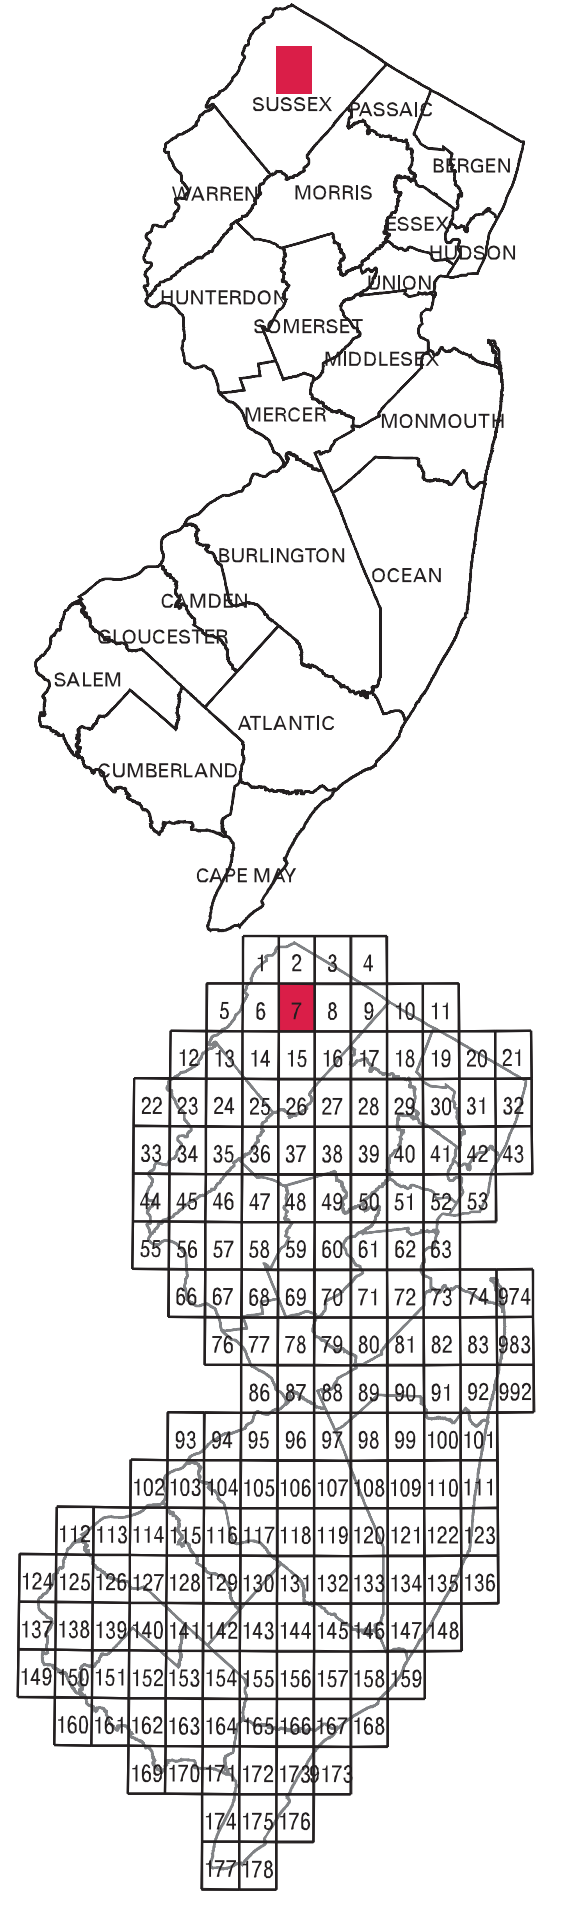 SUSSEX
PASSAIC
BERGEN
WARREN
MORRIS
ESSEX
HUDSON
UNION
HUNTERDON
SOMERSET
MIDDLESEX
MERCER
MONMOUTH
BURLINGTON
OCEAN
CAMDEN
GLOUCESTER
SALEM
ATLANTIC
CUMBERLAND
CAPE MAY
1 2 3 4
5 6 7 8 9 10 11
12 13 14 15 16 17 18 19 20 21
22 23 24 25 26 27 28 29 30 31 32
33 34 35 36 37 38 39 40 41 42 43
44 45 46 47 48 49 50 51 52 53
55 56 57 58 59 60 61 62 63
66 67 68 69 70 71 72 73 74 974
76 77 78 79 80 81 82 83 983
86 87 88 89 90 91 92 992
93 94 95 96 97 98 99 100 101
102 103 104 105 106 107 108 109 110 111
112 113 114 115 116 117 118 119 120 121 122 123
124 125 126 127 128 129 130 131 132 133 134 135 136
137 138 139 140 141 142 143 144 145 146 147 148
149 150 151 152 153 154 155 156 157 158 159
160 161 162 163 164 165 166 167 168
169 170 171 172 173 9173
174 175 176
177 178